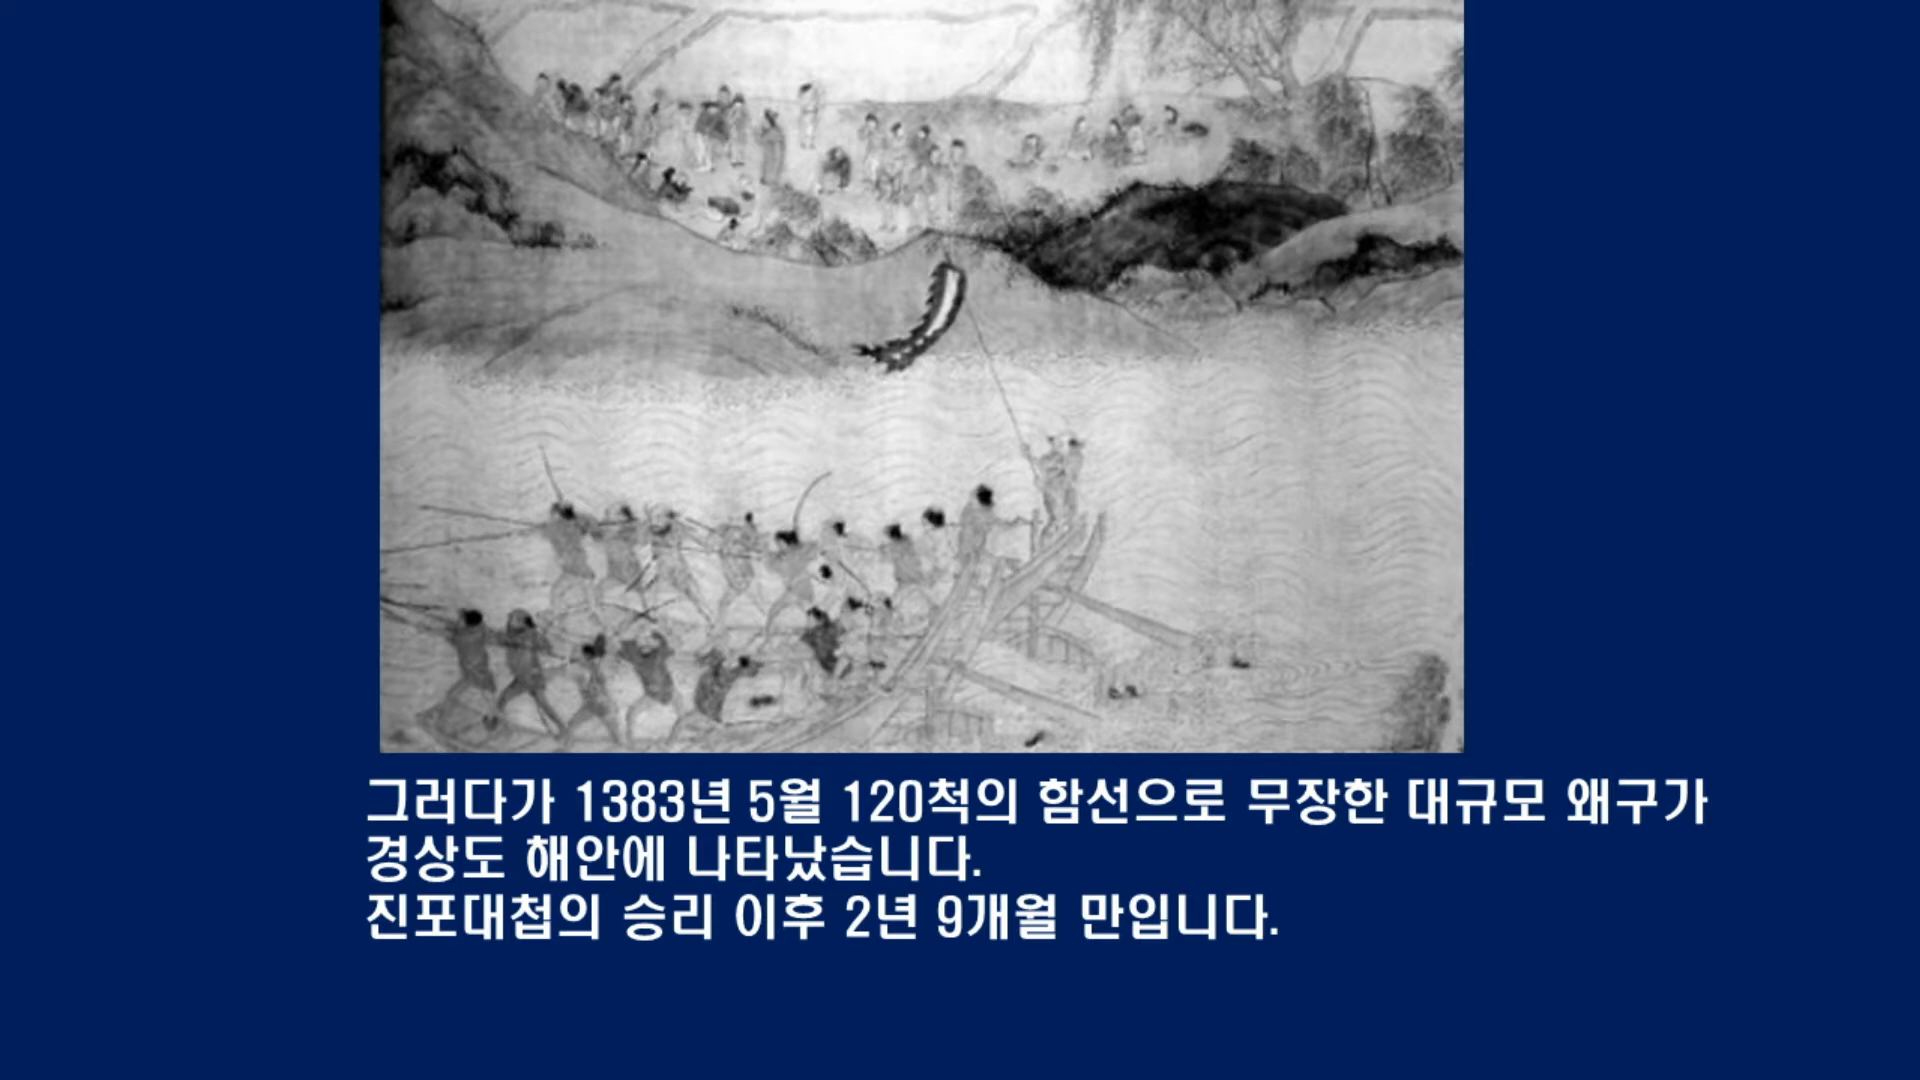 그러다가 1383년 5월 120척의 함선으로 무장한 대규모 왜구가
경상도 해안에 나타났습니다.
진포대첩의 승리 이후 2년 9개월 만입니다.